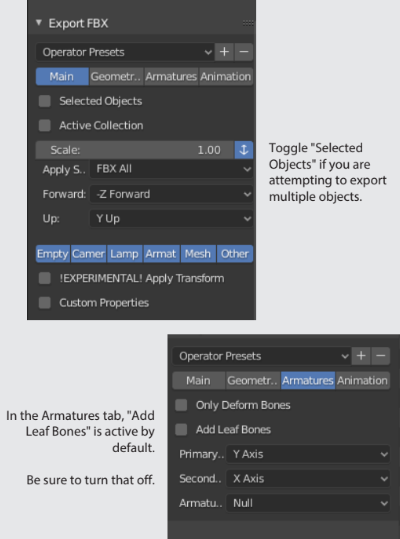 Export FBX
Operator Presets
Main Geometr.. Armatures Animation
Selected Objects
Active Collection
Scale: 1.00
Apply S.. FBX All
Forward: -Z Forward
Up: Y Up
Empty Camer Lamp Armat Mesh Other
!EXPERIMENTAL! Apply Transform
Custom Properties
Toggle "Selected
Objects" if you are
attempting to export
multiple objects.
In the Armatures tab, "Add
Leaf Bones" is active by
default.
Be sure to turn that off.
Operator Presets
Main Geometr.. Armatures Animation
Only Deform Bones
Add Leaf Bones
Primary.. Y Axis
Second.. X Axis
Armatu.. Null